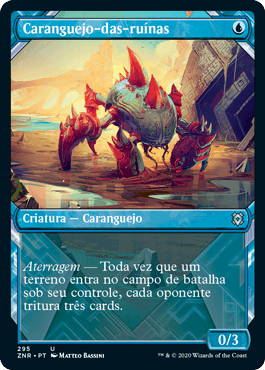 Caranguejo-das-ruínas
Criatura — Caranguejo
Aterragem — Toda vez que um
terreno entra no campo de batalha
sob seu controle, cada oponente
tritura três cards.
0/3
295 U
ZNR • PT Matteo Bassini
™ & © 2020 Wizards of the Coast